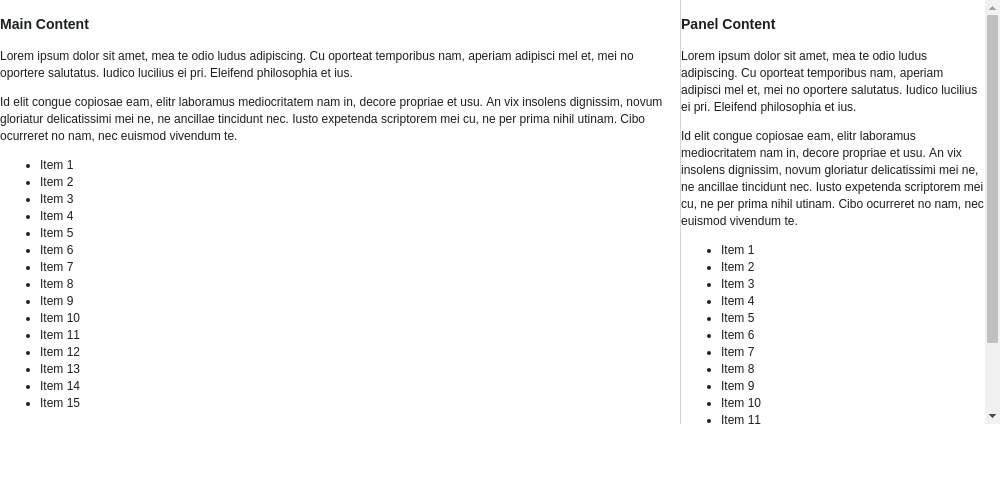 Main Content
Lorem ipsum dolor sit amet, mea te odio ludus adipiscing. Cu oporteat temporibus nam, aperiam adipisci mel et, mei no
oportere salutatus. Iudico lucilius ei pri. Eleifend philosophia et ius.
Id elit congue copiosae eam, elitr laboramus mediocritatem nam in, decore propriae et usu. An vix insolens dignissim, novum
gloriatur delicatissimi mei ne, ne ancillae tincidunt nec. Iusto expetenda scriptorem mei cu, ne per prima nihil utinam. Cibo
ocurreret no nam, nec euismod vivendum te.
Item 1
Item 2
Item 3
Item 4
Item 5
Item 6
Item 7
Item 8
Item 9
Item 10
Item 11
Item 12
Item 13
Item 14
Item 15
Panel Content
Lorem ipsum dolor sit amet, mea te odio ludus
adipiscing. Cu oporteat temporibus nam, aperiam
adipisci mel et, mei no oportere salutatus. Iudico lucilius
ei pri. Eleifend philosophia et ius.
Id elit congue copiosae eam, elitr laboramus
mediocritatem nam in, decore propriae et usu. An vix
insolens dignissim, novum gloriatur delicatissimi mei ne,
ne ancillae tincidunt nec. Iusto expetenda scriptorem mei
cu, ne per prima nihil utinam. Cibo ocurreret no nam, nec
euismod vivendum te.
Item 1
Item 2
Item 3
Item 4
Item 5
Item 6
Item 7
Item 8
Item 9
Item 10
Item 11